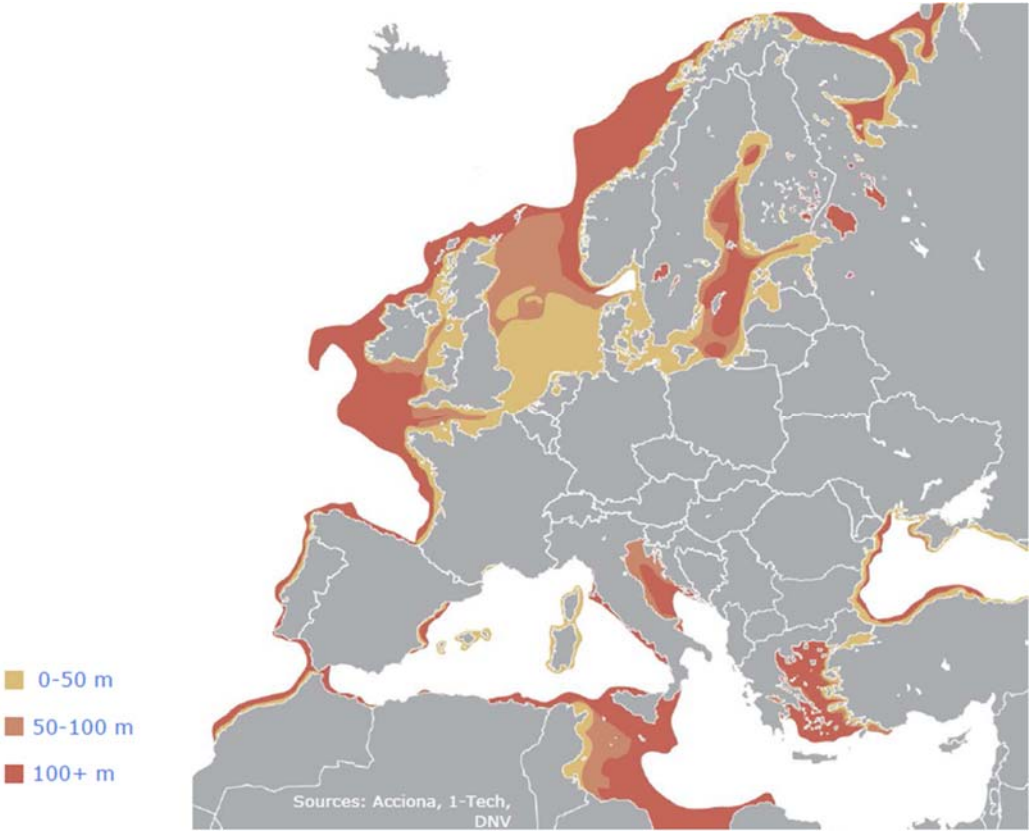 0-50 m
50-100 m
100+ m
Sources: Acciona, 1-Tech,
DNV